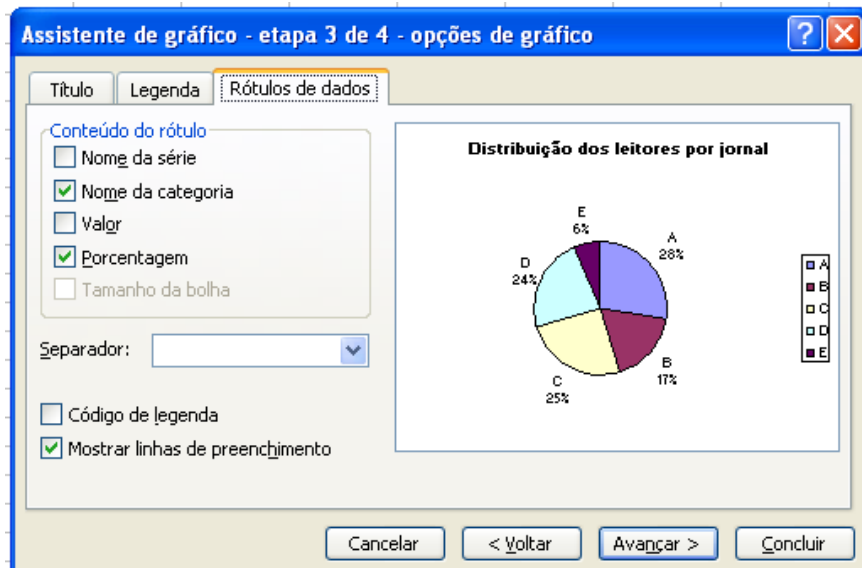 Assistente de gráfico - etapa 3 de 4 - opções de gráfico
Título
Legenda
Rótulos de dados
Conteúdo do rótulo
Nome da série
Nome da categoria
Valor
Porcentagem
Tamanho da bolha
Separador:
Código de legenda
Mostrar linhas de preenchimento
Distribuição dos leitores por jornal
E
6%
A
28%
D
24%
B
17%
C
25%
A
B
C
D
E
Cancelar
< Voltar
Avançar >
Concluir